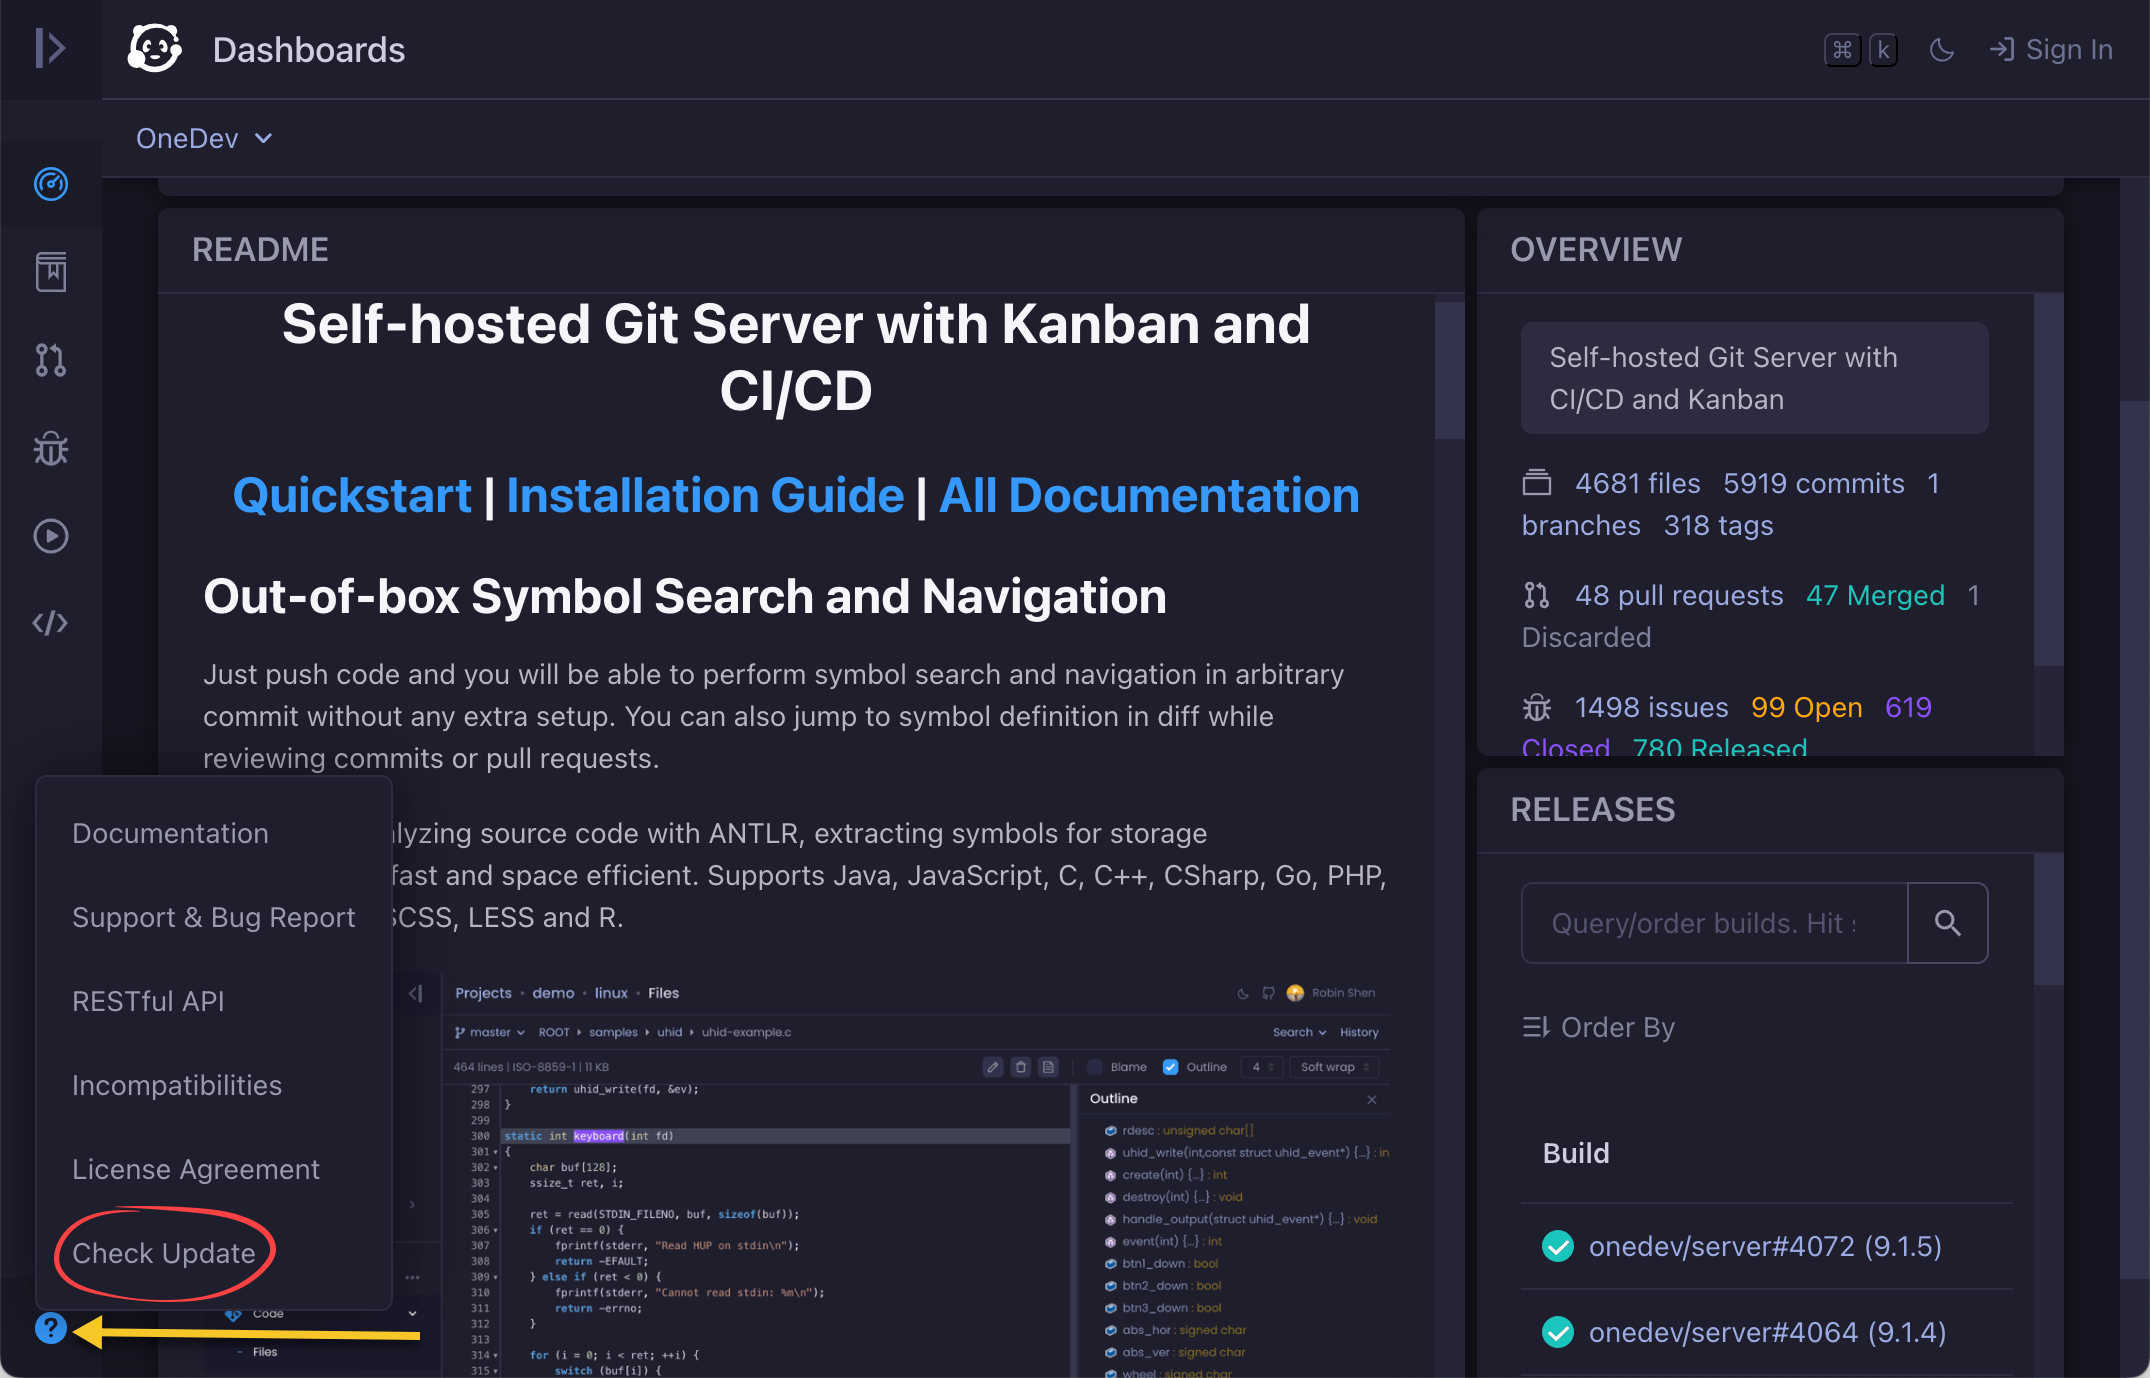 Dashboards
⌘ k
Sign In
OneDev
README
Self-hosted Git Server with Kanban and
CI/CD
Quickstart | Installation Guide | All Documentation
Out-of-box Symbol Search and Navigation
Just push code and you will be able to perform symbol search and navigation in arbitrary
commit without any extra setup. You can also jump to symbol definition in diff while
reviewing commits or pull requests.
lyzing source code with ANTLR, extracting symbols for storage
fast and space efficient. Supports Java, JavaScript, C, C++, CSharp, Go, PHP,
SCSS, LESS and R.
Documentation
Support & Bug Report
RESTful API
Incompatibilities
License Agreement
Check Update
?
Code
- Files
Projects • demo • linux • Files
Robin Shen
master ROOT samples uhid uhid-example.c
Search History
464 lines | ISO-8859-1 | 11 KB
Blame Outline 4 Soft wrap
297 return uhid_write(fd, &ev);
298 }
299
300 static int keyboard(int fd)
301 {
302 char buf[128];
303 ssize_t ret, i;
304
305 ret = read(STDIN_FILENO, buf, sizeof(buf));
306 if (ret == 0) {
307 fprintf(stderr, "Read HUP on stdin\n");
308 return -EFAULT;
309 } else if (ret < 0) {
310 fprintf(stderr, "Cannot read stdin: %m\n");
311 return -errno;
312 }
313
314 for (i = 0; i < ret; ++i) {
315 switch (buf[i]) {
Outline
rdesc : unsigned char[]
uhid_write(int,const struct uhid_event*) {...} : in
create(int) {...} : int
destroy(int) {...} : void
handle_output(struct uhid_event*) {...} : void
event(int) {...} : int
btn1_down : bool
btn2_down : bool
btn3_down : bool
abs_hor : signed char
abs_ver : signed char
wheel : signed char
OVERVIEW
Self-hosted Git Server with
CI/CD and Kanban
4681 files 5919 commits 1
branches 318 tags
48 pull requests 47 Merged 1
Discarded
1498 issues 99 Open 619
Closed 780 Released
RELEASES
Query/order builds. Hit
Order By
Build
onedev/server#4072 (9.1.5)
onedev/server#4064 (9.1.4)